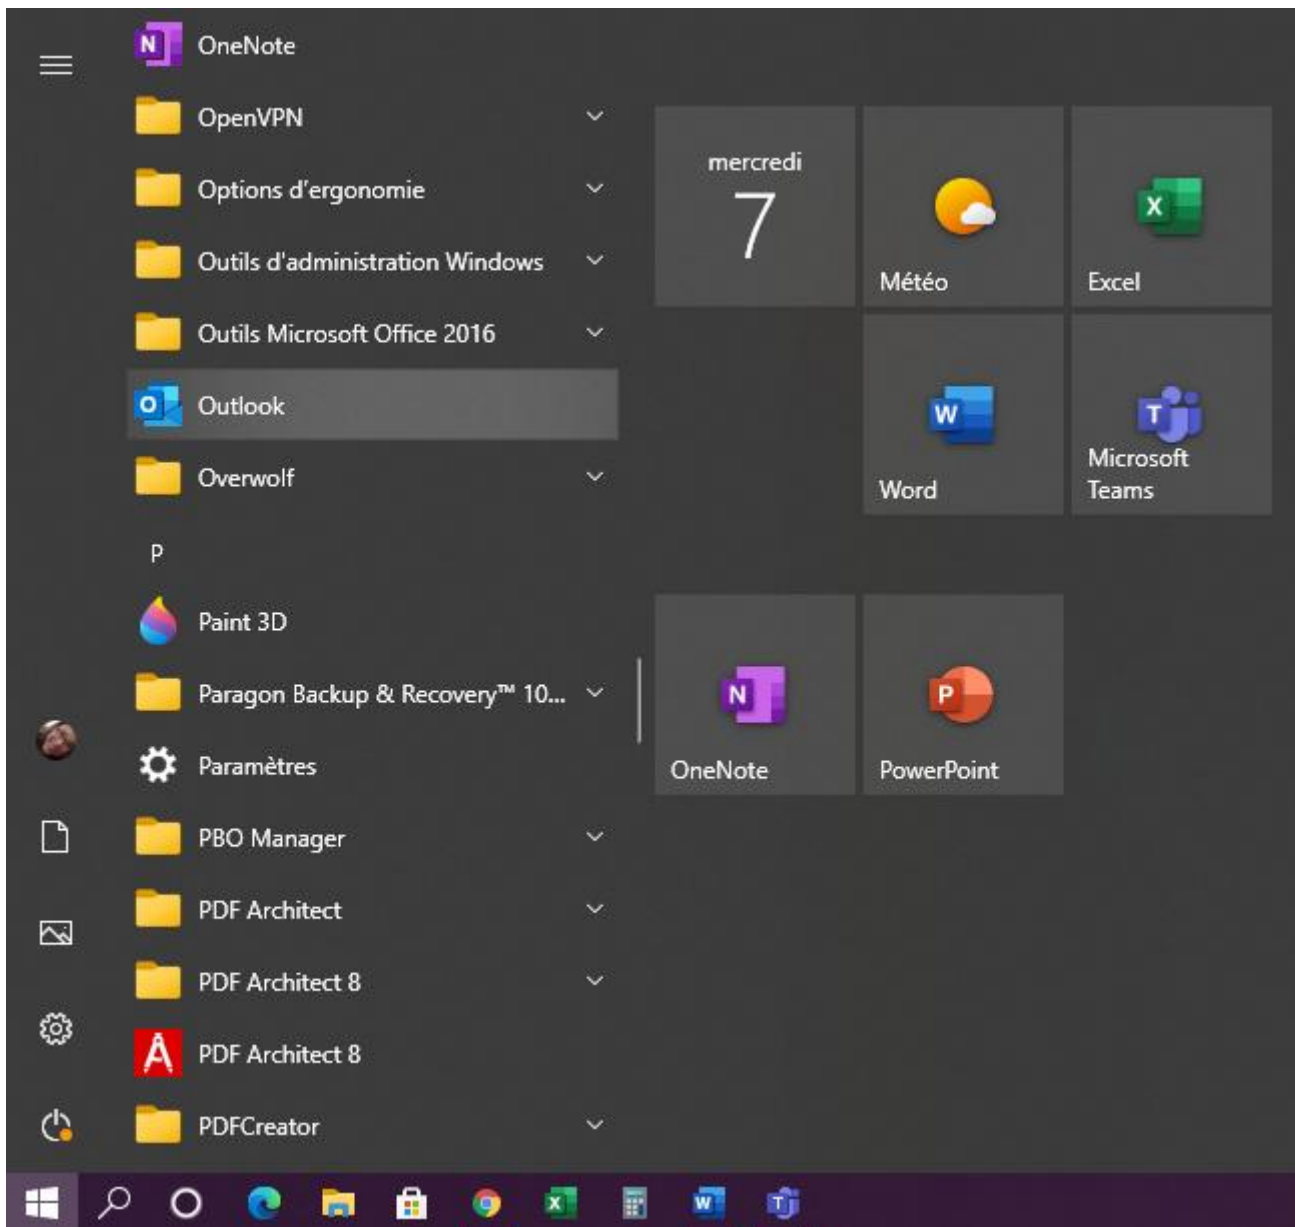 OneNote
OpenVPN
Options d'ergonomie
Outils d'administration Windows
Outils Microsoft Office 2016
Outlook
Overwolf
P
Paint 3D
Paragon Backup & Recovery™ 10...
Paramètres
PBO Manager
PDF Architect
PDF Architect 8
PDF Architect 8
PDFCreator
mercredi
7
Météo
Excel
Word
Microsoft
Teams
OneNote
PowerPoint